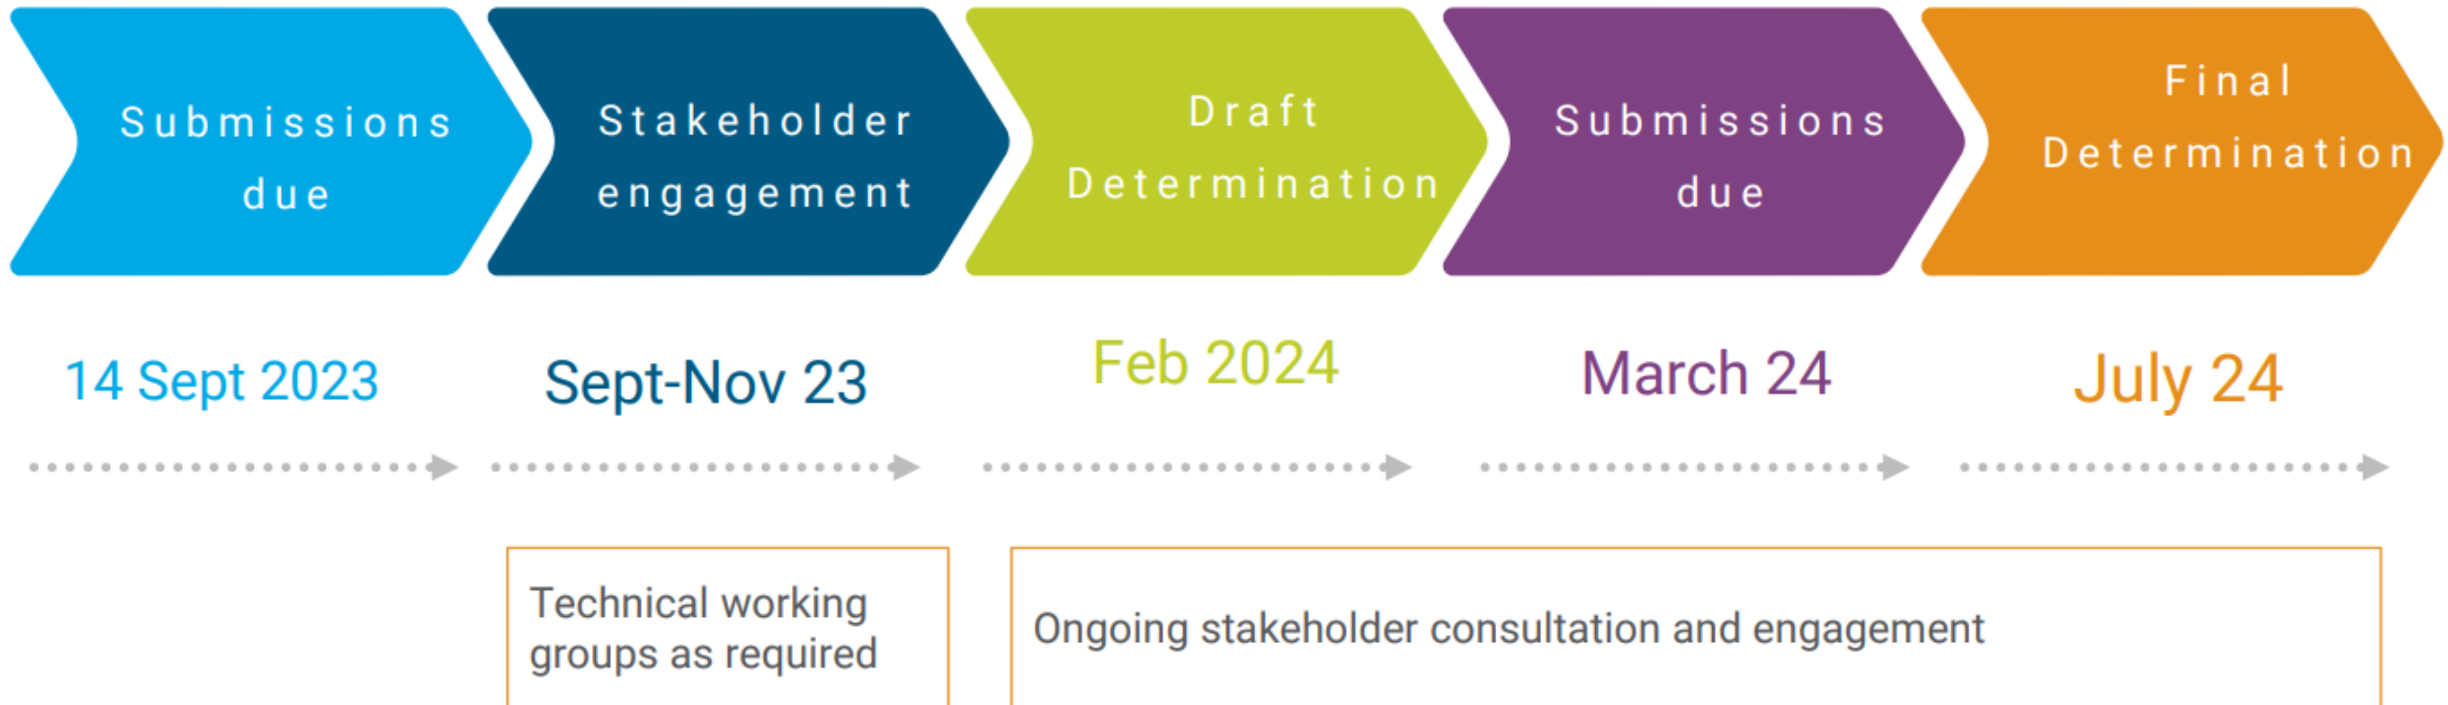 Submissions
due
Stakeholder
engagement
Draft
Determination
Submissions
due
Final
Determination
14 Sept 2023
Sept-Nov 23
Feb 2024
March 24
July 24
Technical working
groups as required
Ongoing stakeholder consultation and engagement